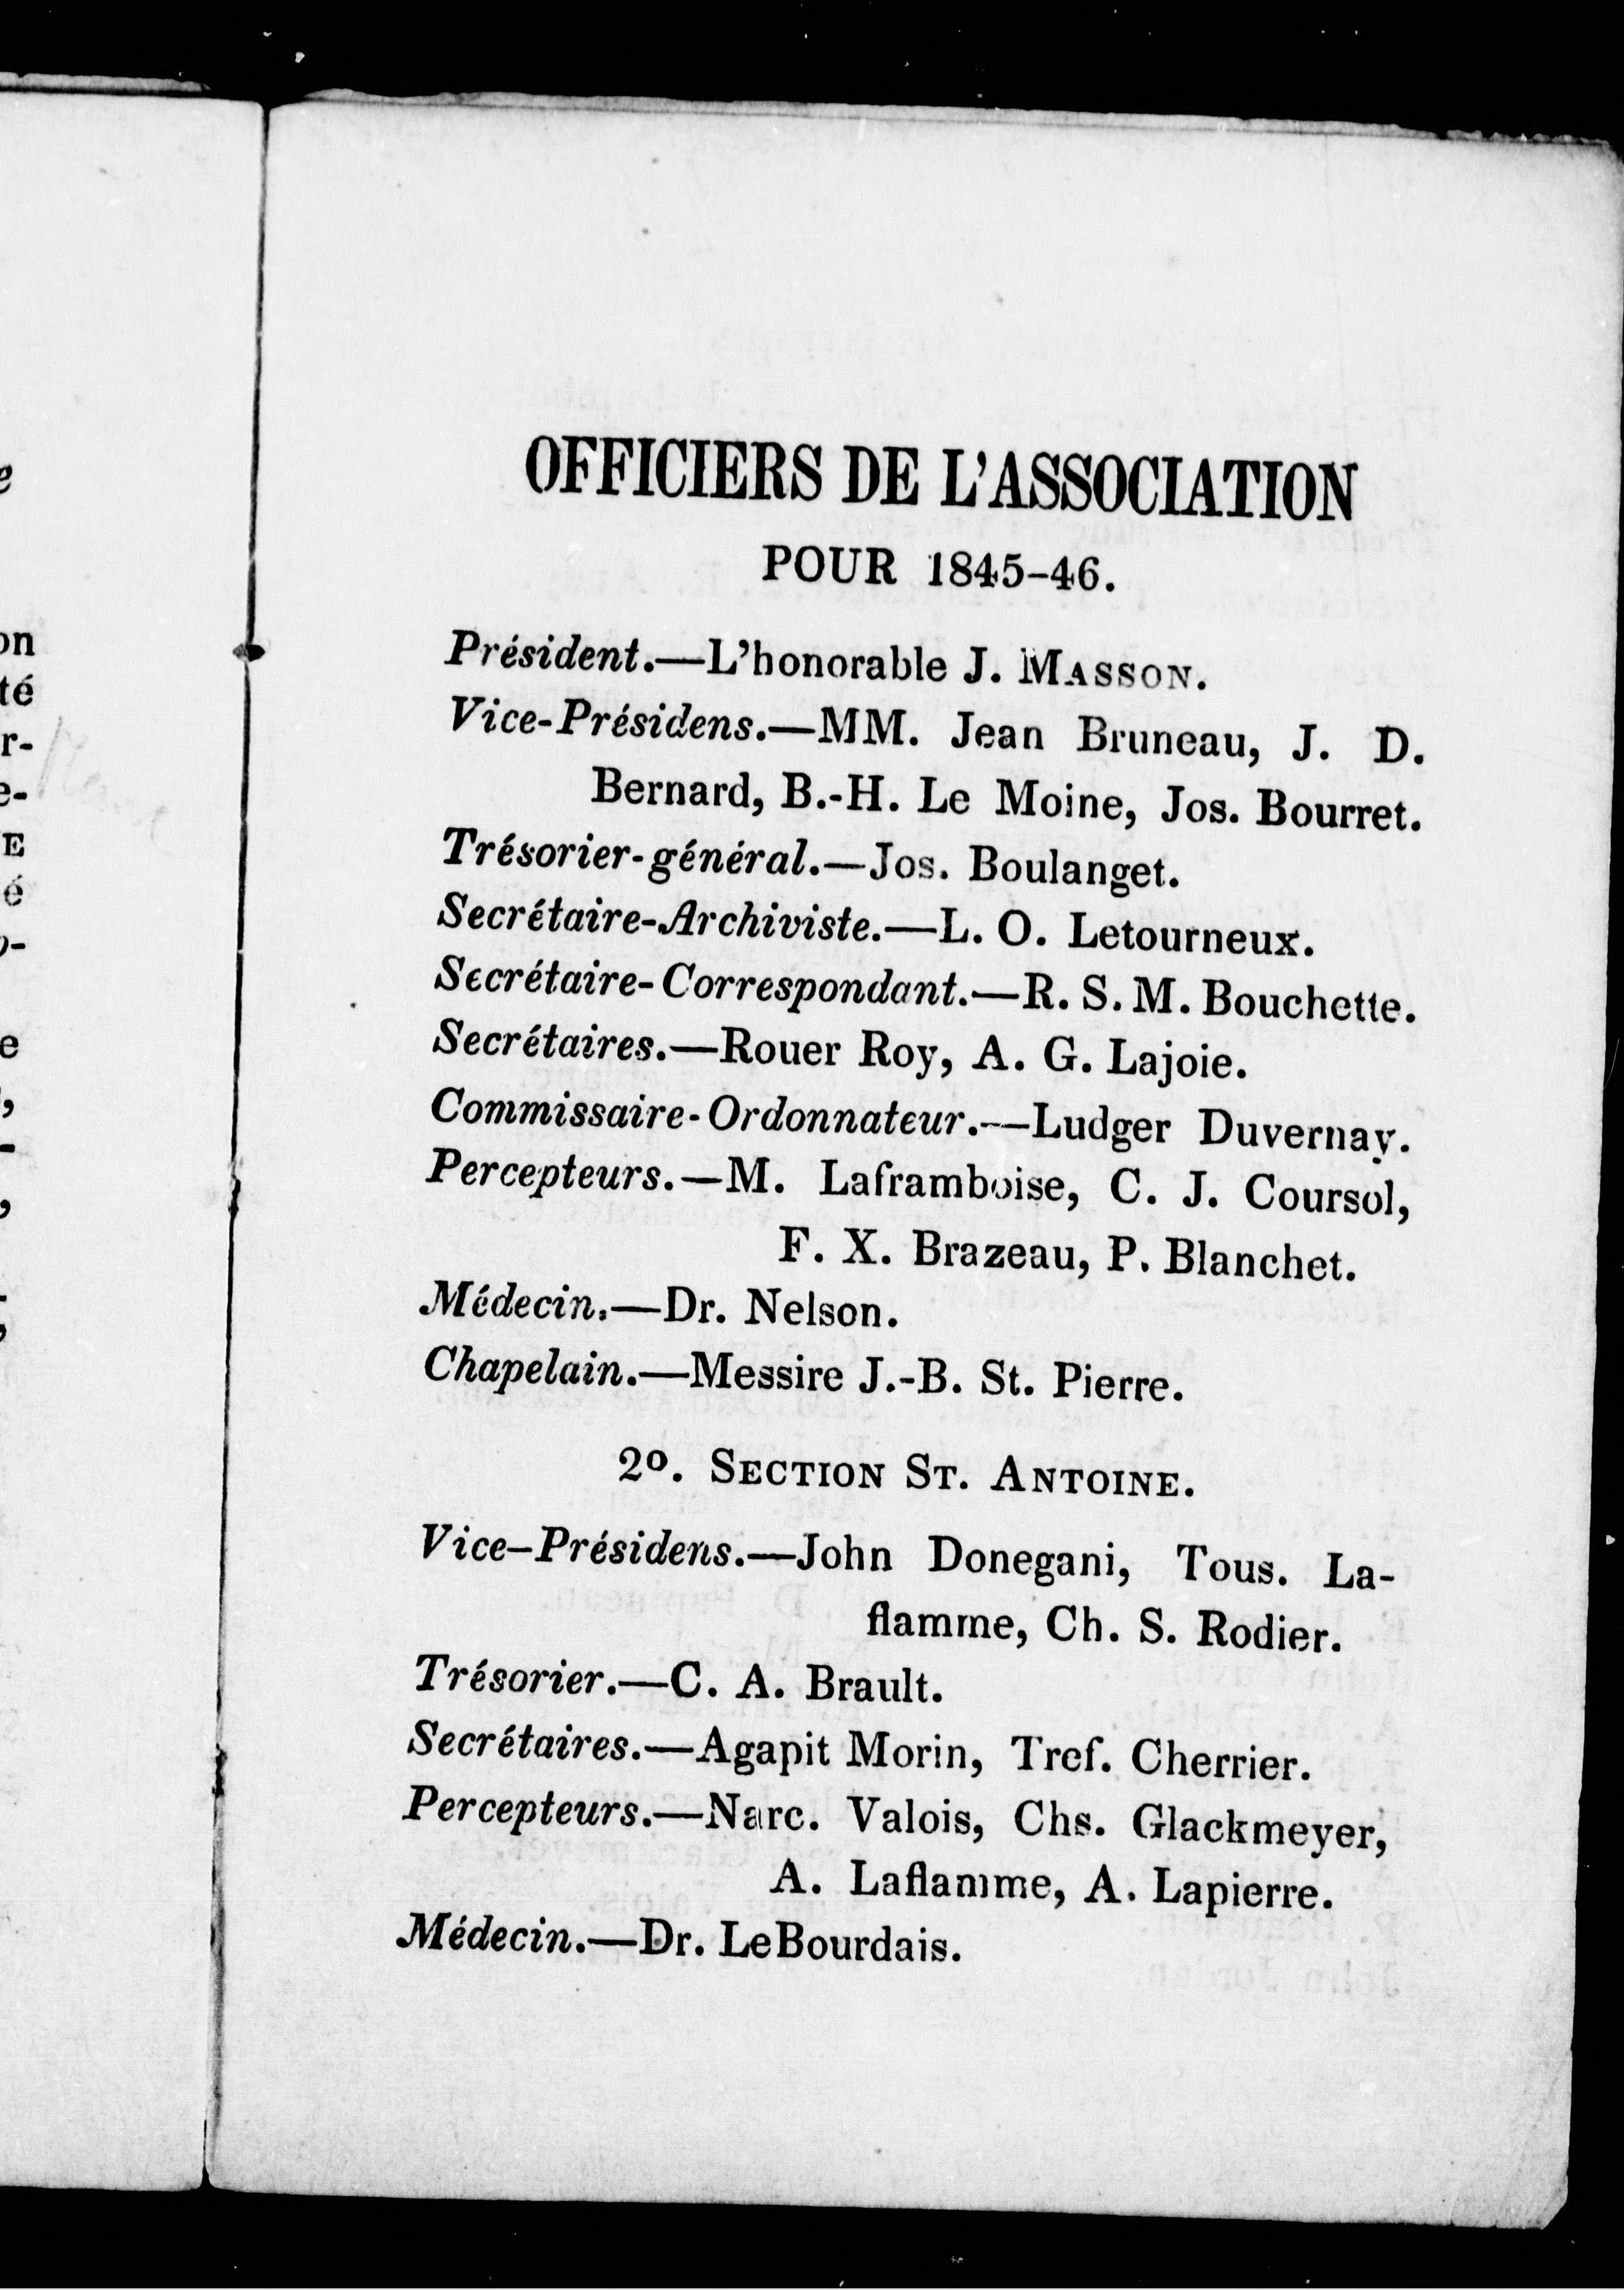 OFFICIERS DE L'ASSOCIATION
POUR 1845-46.
Président.—L'honorable J. MASSON.
Vice-Présidens.—MM. Jean Bruneau, J. D.
Bernard, B.-H. Le Moine, Jos. Bourret.
Trésorier-général.—Jos. Boulanget.
Secrétaire-Archiviste.—L. O. Letourneux.
Secrétaire-Correspondant.—R. S. M. Bouchette.
Secrétaires.—Rouer Roy, A. G. Lajoie.
Commissaire-Ordonnateur.—Ludger Duvernay.
Percepteurs.—M. Laframboise, C. J. Coursol,
F. X. Brazeau, P. Blanchet.
Médecin.—Dr. Nelson.
Chapelain.—Messire J.-B. St. Pierre.
2o. SECTION ST. ANTOINE.
Vice-Présidens.—John Donegani, Tous. La-
flamme, Ch. S. Rodier.
Trésorier.—C. A. Brault.
Secrétaires.—Agapit Morin, Tref. Cherrier.
Percepteurs.—Narc. Valois, Chs. Glackmeyer,
A. Laflamme, A. Lapierre.
Médecin.—Dr. LeBourdais.